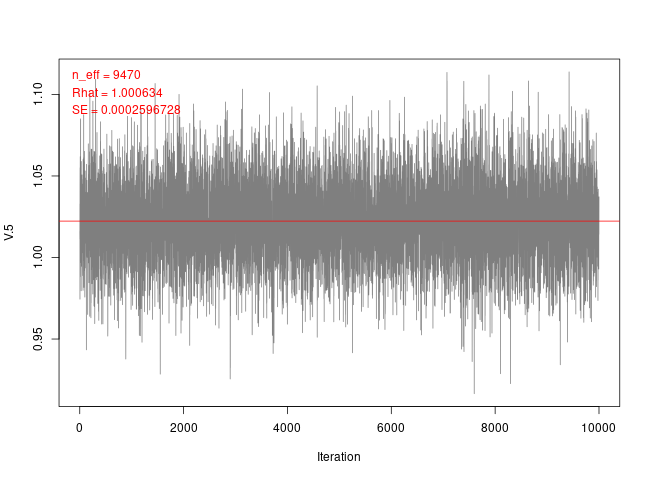 n_eff = 9470
Rhat = 1.000634
SE = 0.0002596728
1.10
1.05
1.00
0.95
V.5
0
2000
4000
6000
8000
10000
Iteration